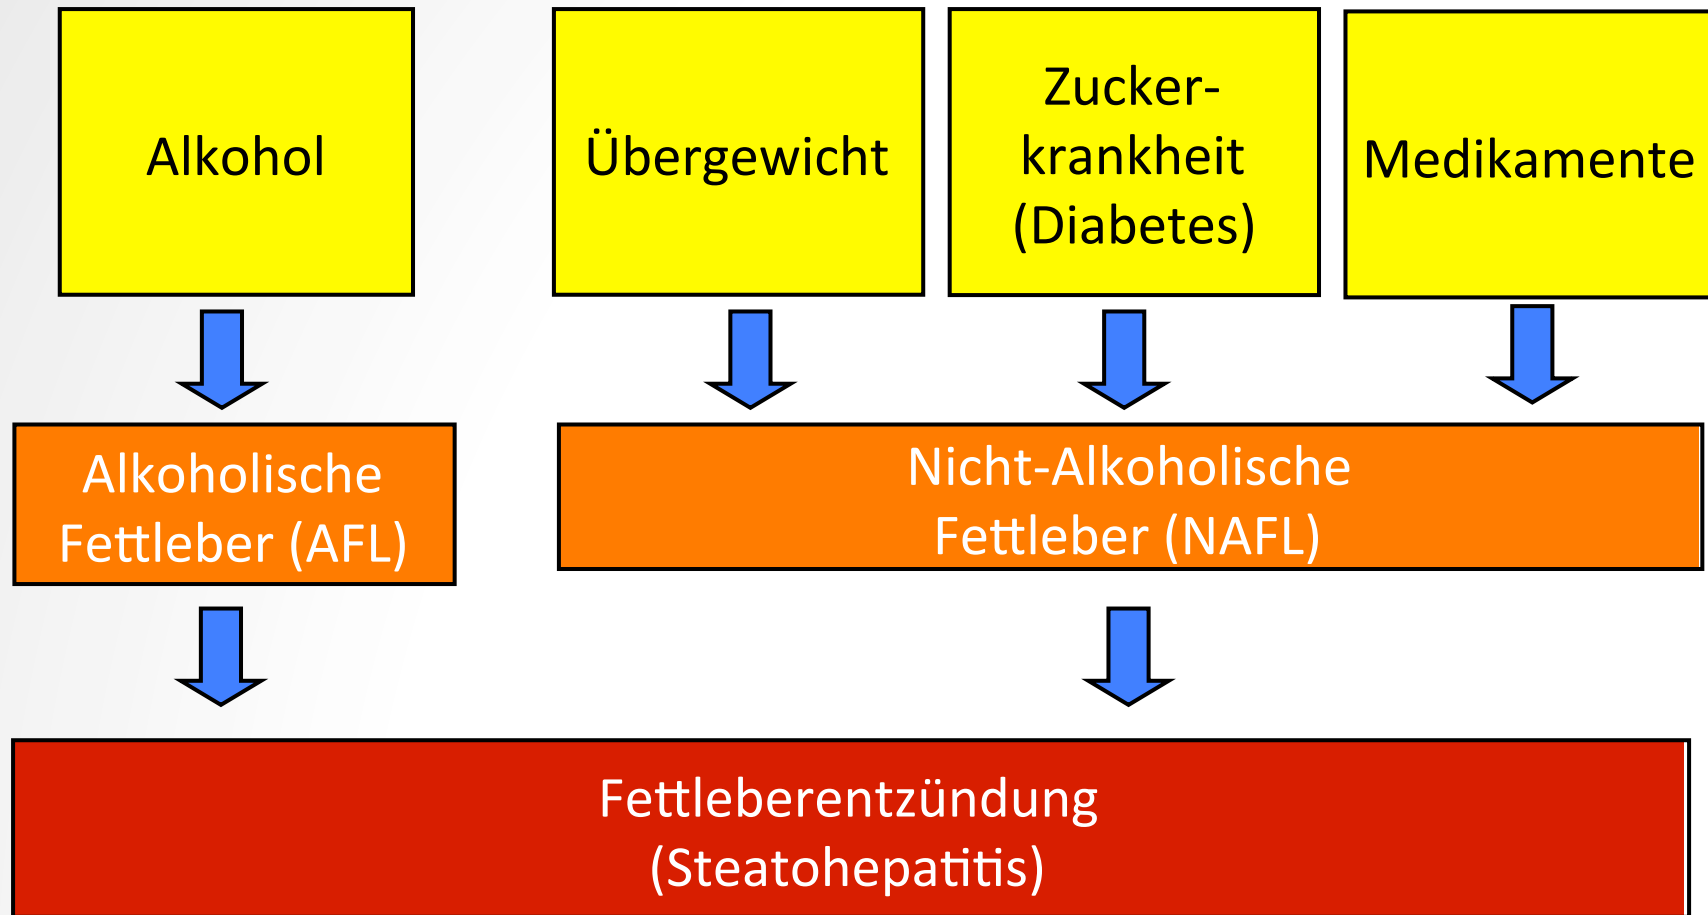 Alkohol
Übergewicht
Zucker-
krankheit
(Diabetes)
Medikamente
Alkoholische
Fettleber (AFL)
Nicht-Alkoholische
Fettleber (NAFL)
Fettleberentzündung
(Steatohepatitis)